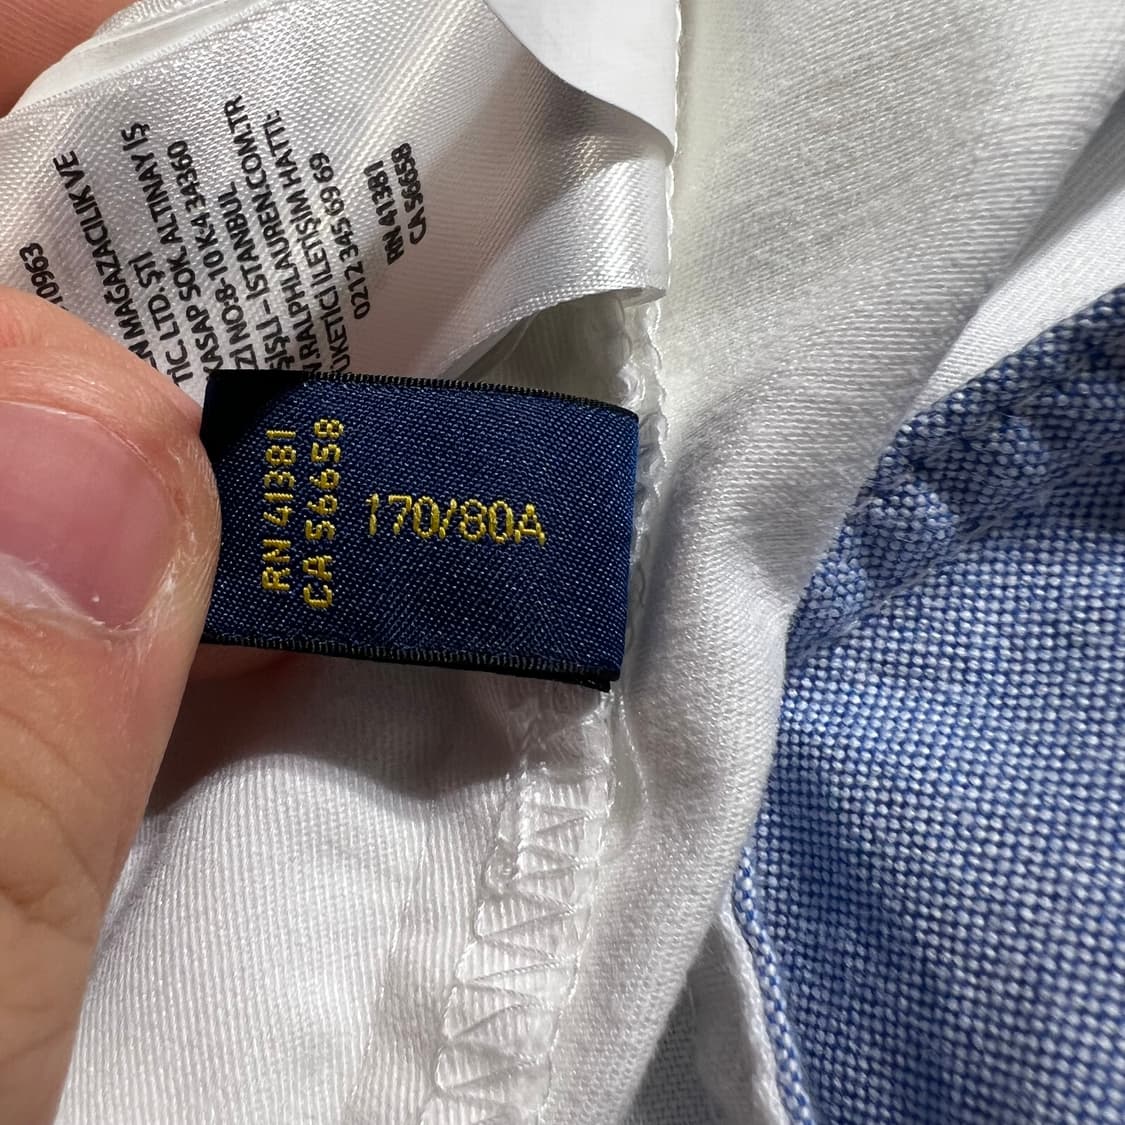 10963
N MAĞAZACILIK VE
TİC. LTD. ŞTİ
KASAP SOK. ALTINAY İŞ
Zİ NO:8-10 K:4 34360
ŞİŞLİ - İSTANBUL
RALPHLAUREN.COM.TR
ÜKETİCİ İLETİŞİM HATTI:
0212 345 69 69
RN 41381
CA 56658
RN 41381
CA 56658
170/80A